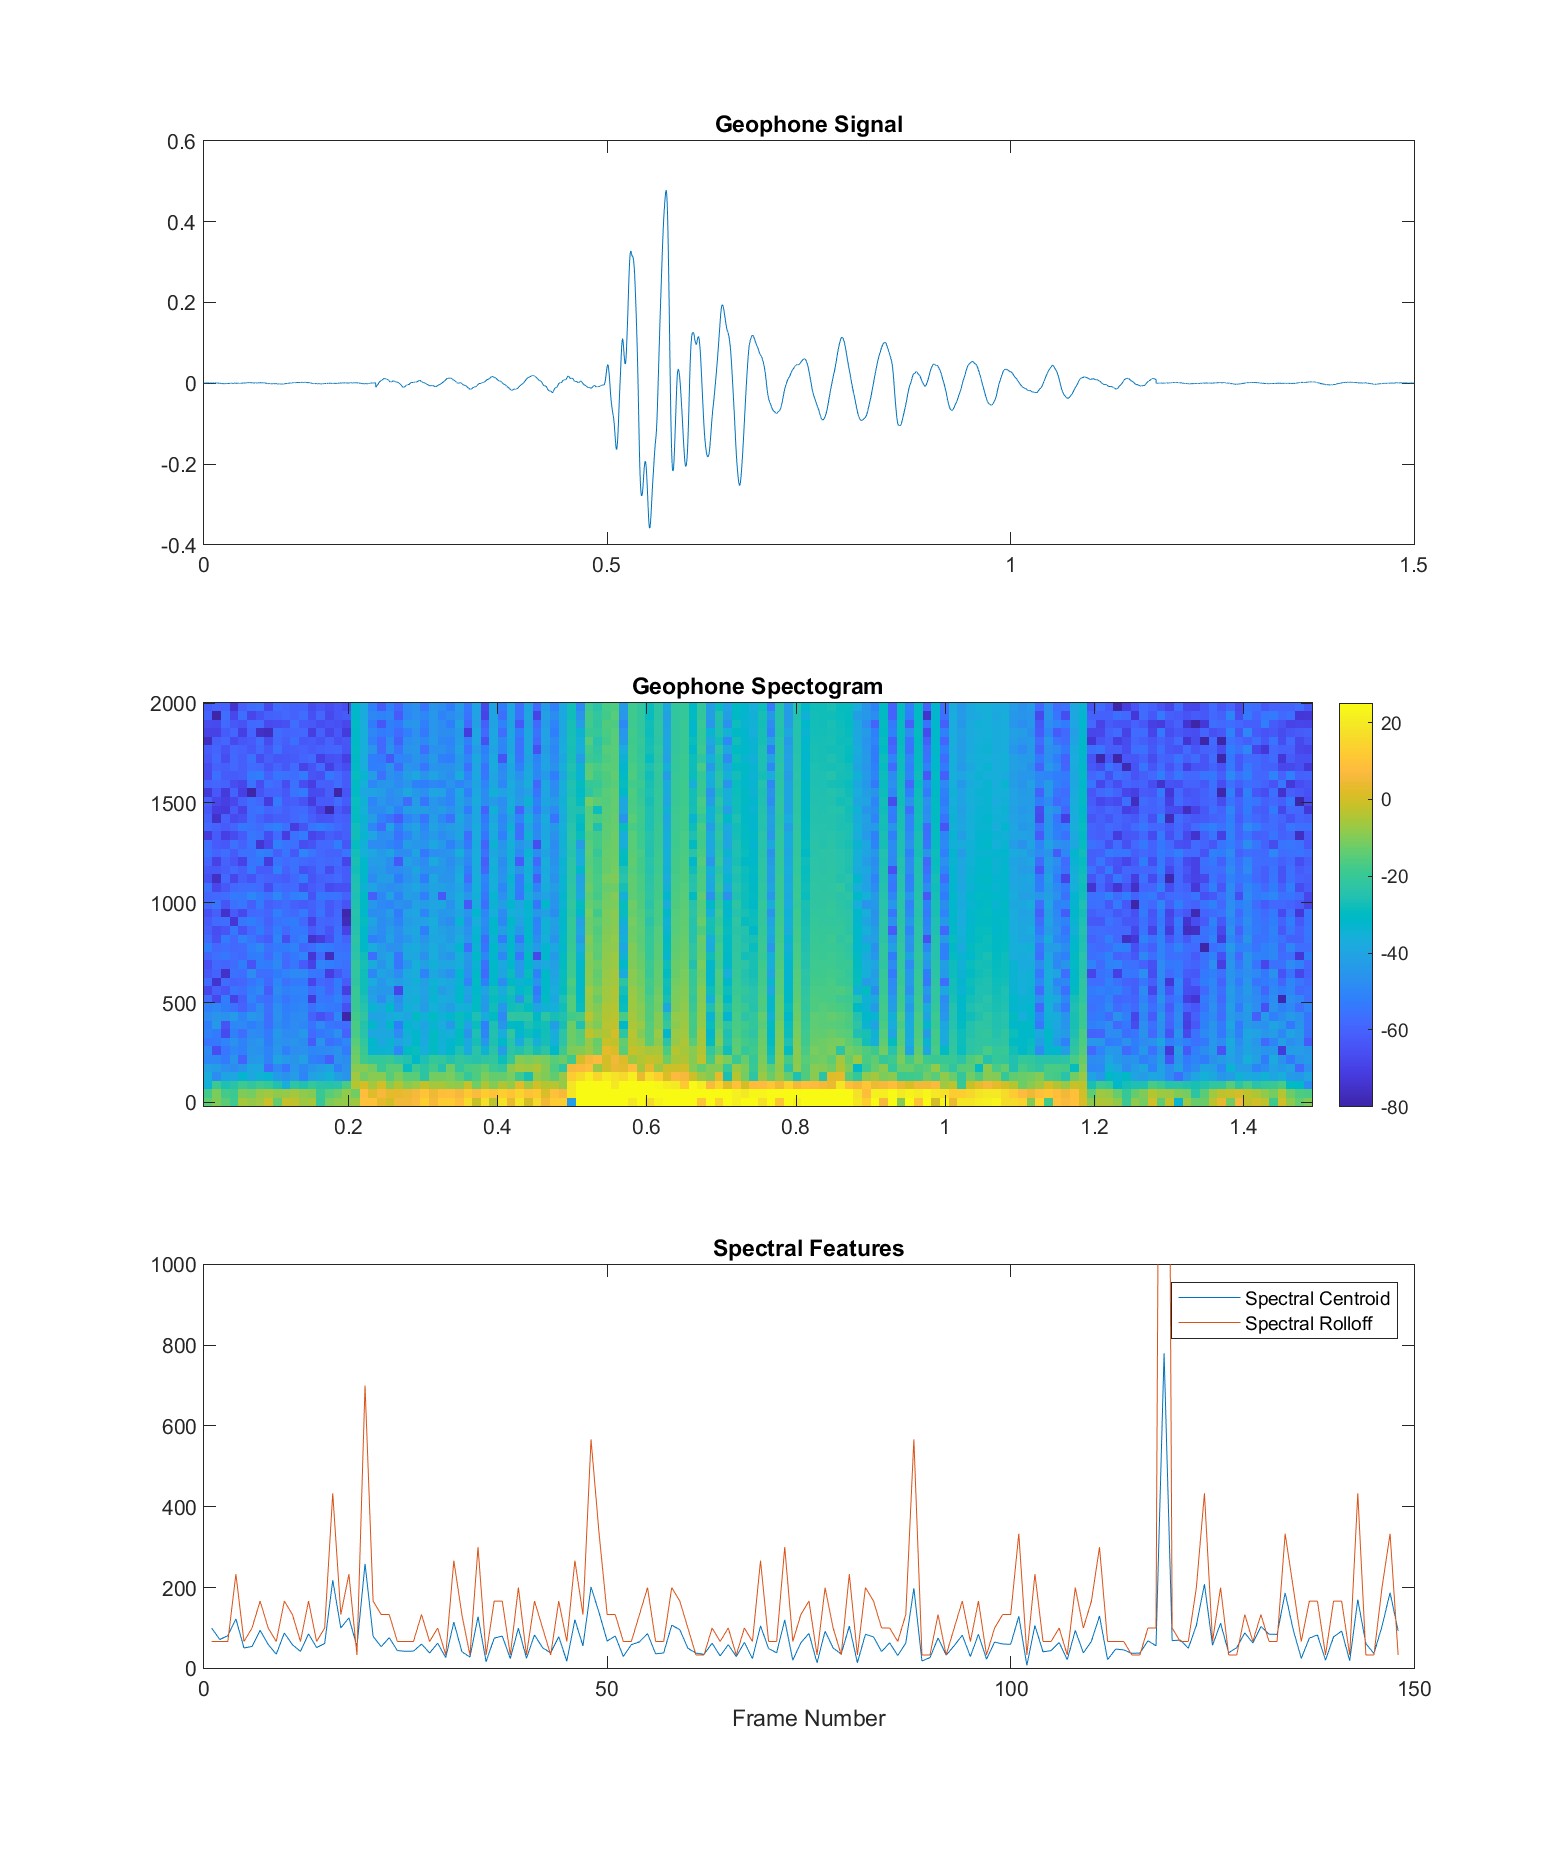 Geophone Signal
0.6
0.4
0.2
0
-0.2
-0.4
0 0.5 1 1.5
Geophone Spectogram
2000
1500
1000
500
0
20
0
-20
-40
-60
-80
0.2 0.4 0.6 0.8 1 1.2 1.4
Spectral Features
1000
800
600
400
200
0
Spectral Centroid
Spectral Rolloff
0 50 100 150
Frame Number